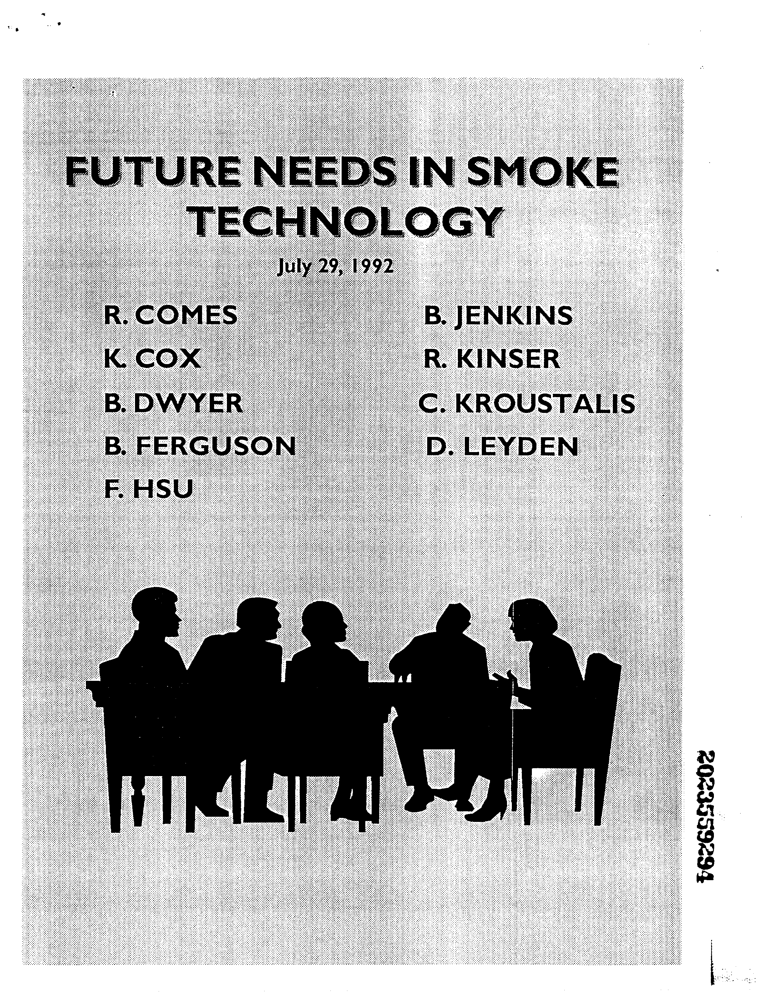 FUTURE NEEDS IN SMOKE
TECHNOLOGY
July 29, 1992
R. COMES
K. COX
B. DWYER
B. FERGUSON
F. HSU
B. JENKINS
R. KINSER
C. KROUSTALIS
D. LEYDEN
2023559294